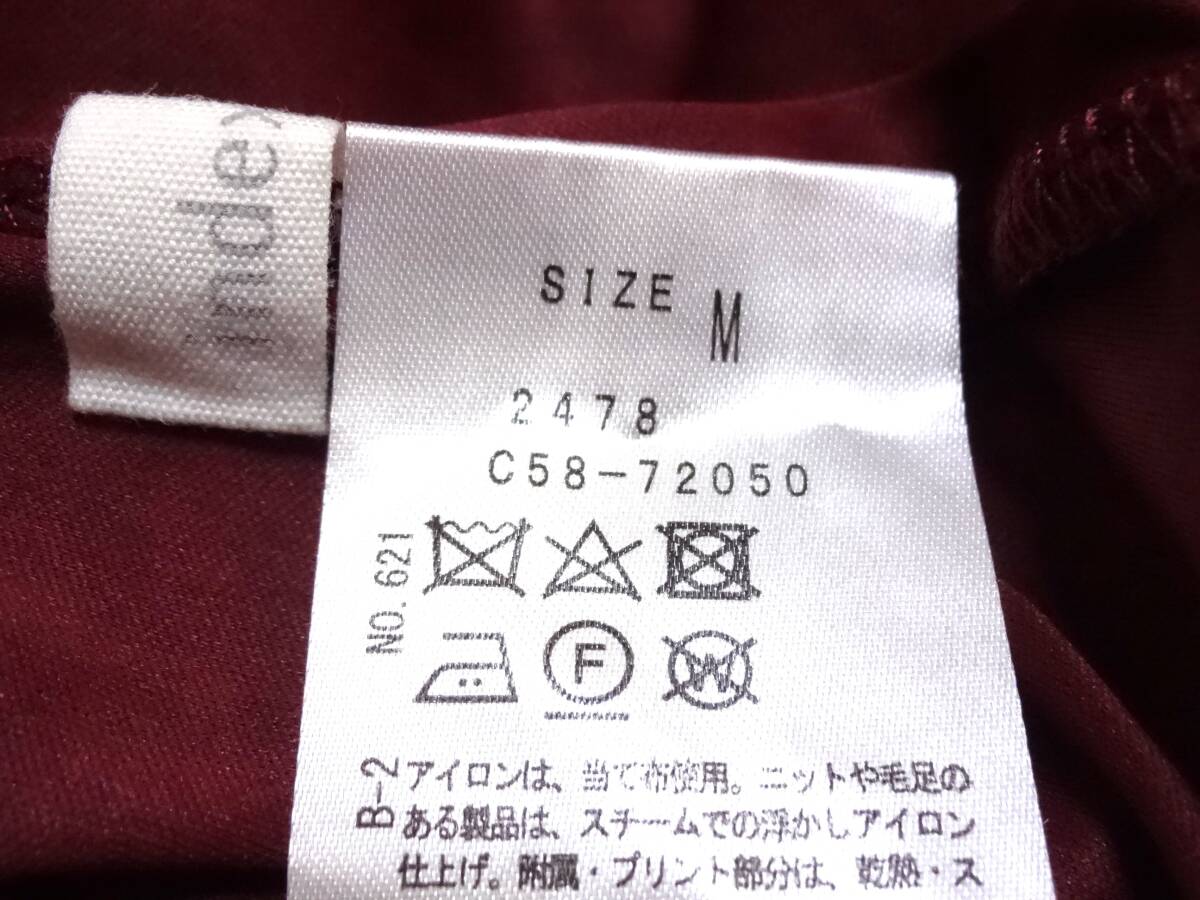 index
SIZE M
2478
C58-72050
NO. 621
F
W
B-2
アイロンは、当て布使用。ニットや毛足の
ある製品は、スチームでの浮かしアイロン
仕上げ。附属・プリント部分は、乾熱・ス